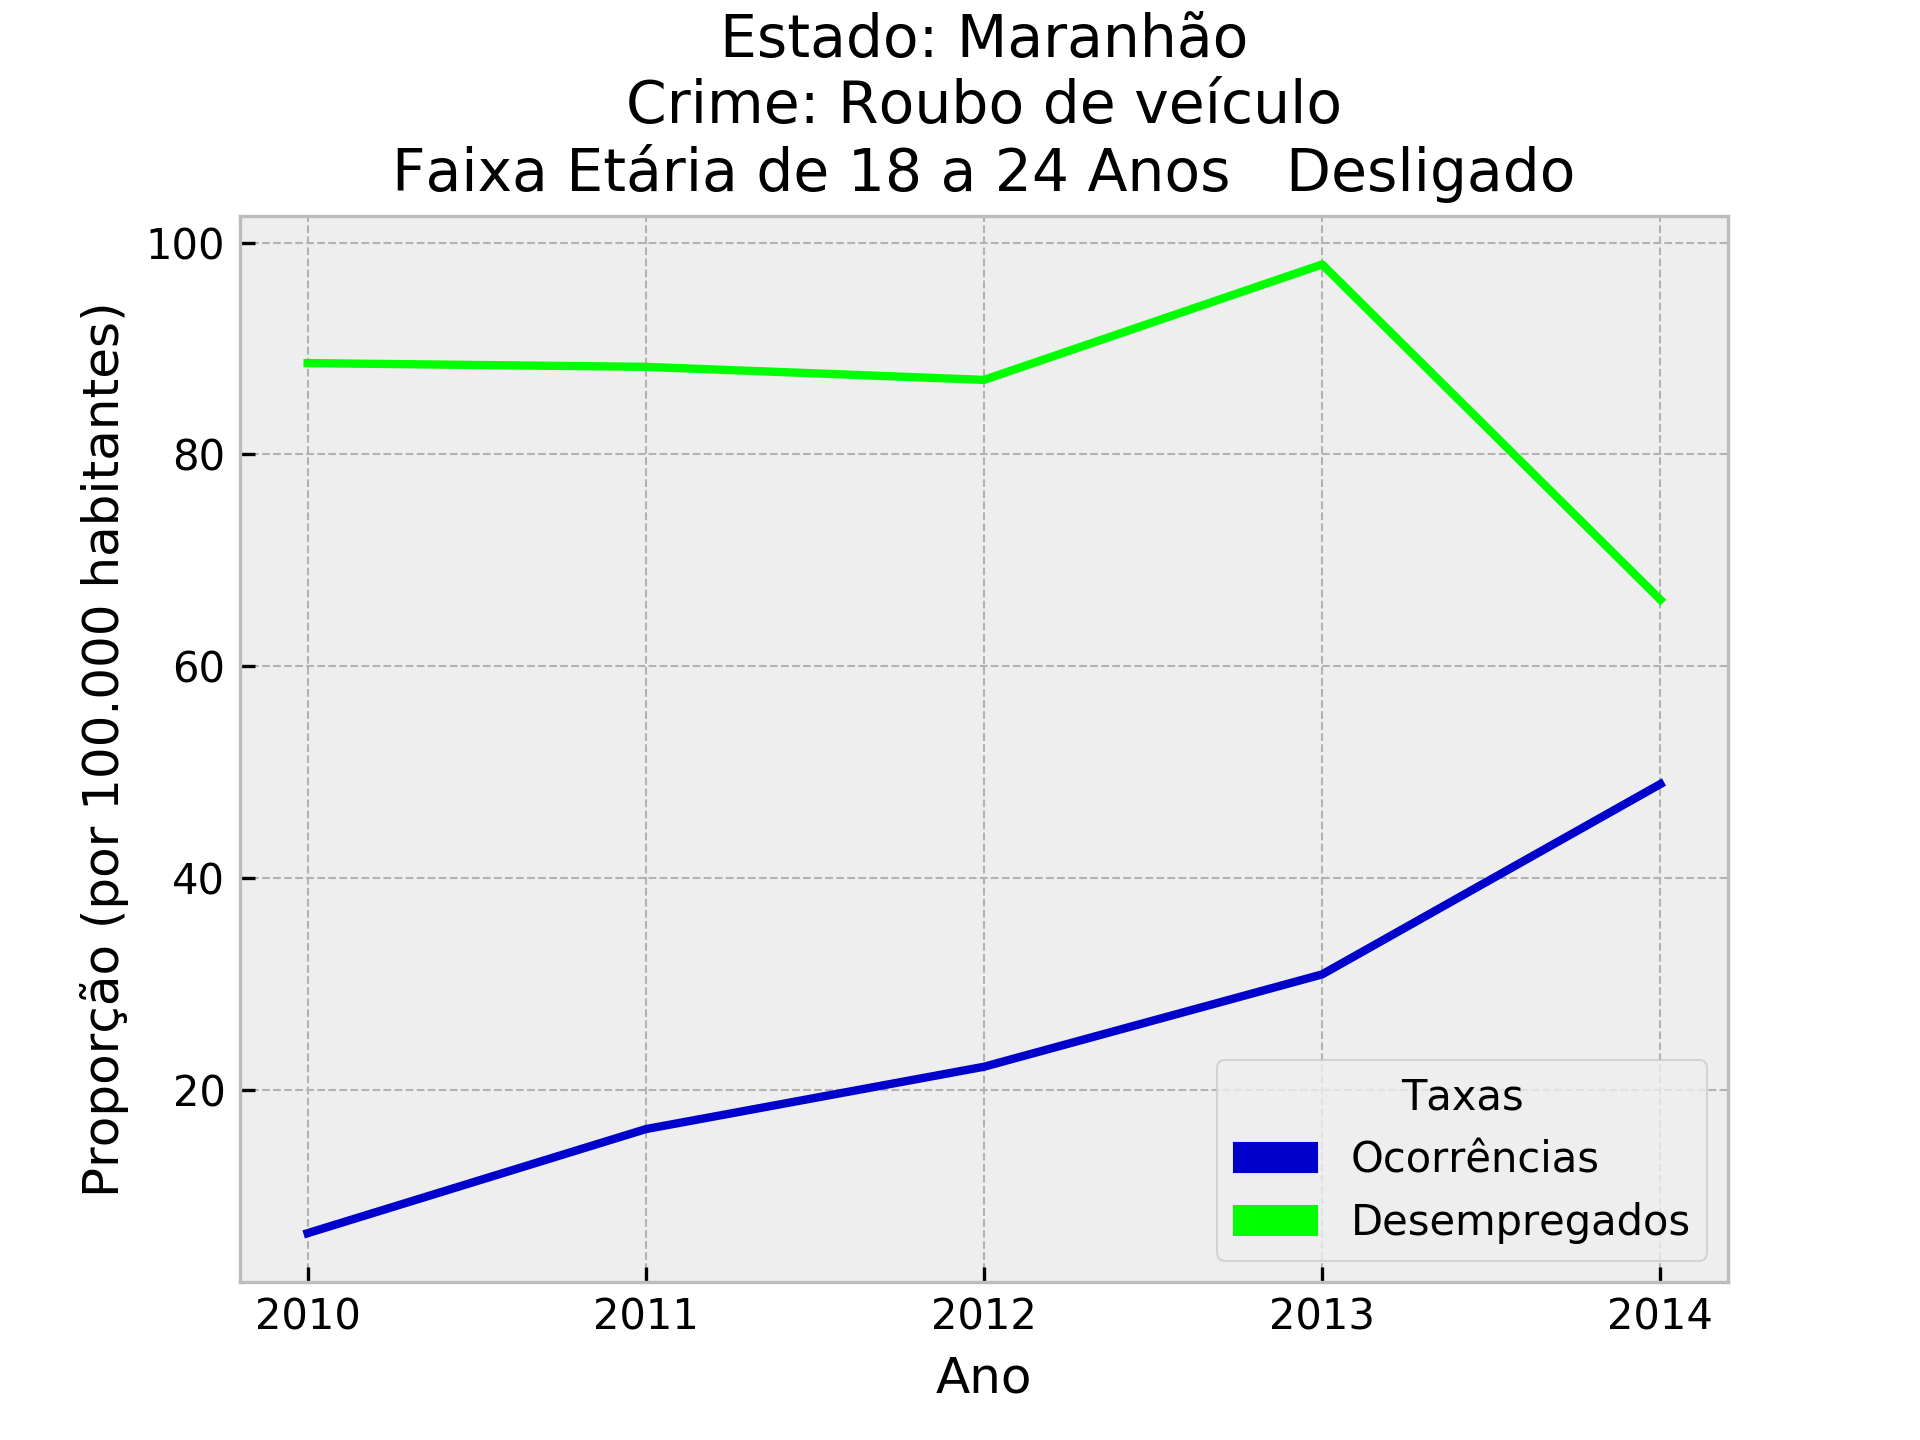 Estado: Maranhão
Crime: Roubo de veículo
Faixa Etária de 18 a 24 Anos   Desligado
Proporção (por 100.000 habitantes)
100
80
60
40
20
Taxas
Ocorrências
Desempregados
2010 2011 2012 2013 2014
Ano